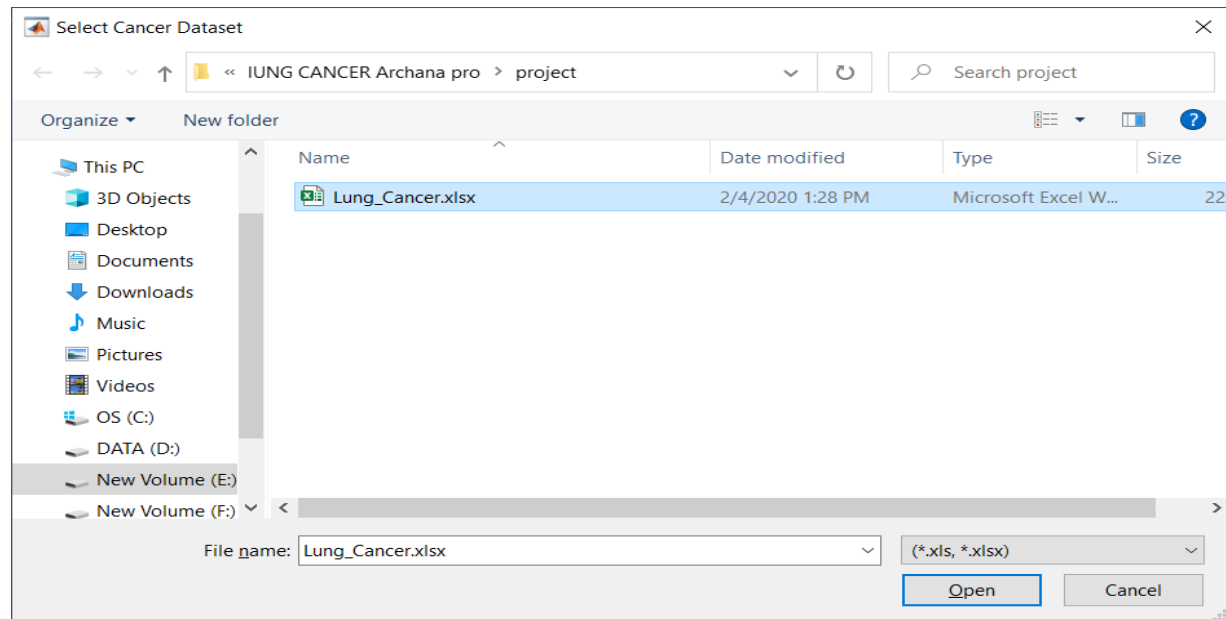 Select Cancer Dataset
« IUNG CANCER Archana pro > project
Search project
Organize
New folder
Name
Date modified
Type
Size
This PC
3D Objects
Desktop
Documents
Downloads
Music
Pictures
Videos
OS (C:)
DATA (D:)
New Volume (E:)
New Volume (F:)
Lung_Cancer.xlsx
2/4/2020 1:28 PM
Microsoft Excel W...
22
File name:
Lung_Cancer.xlsx
(*.xls, *.xlsx)
Open
Cancel